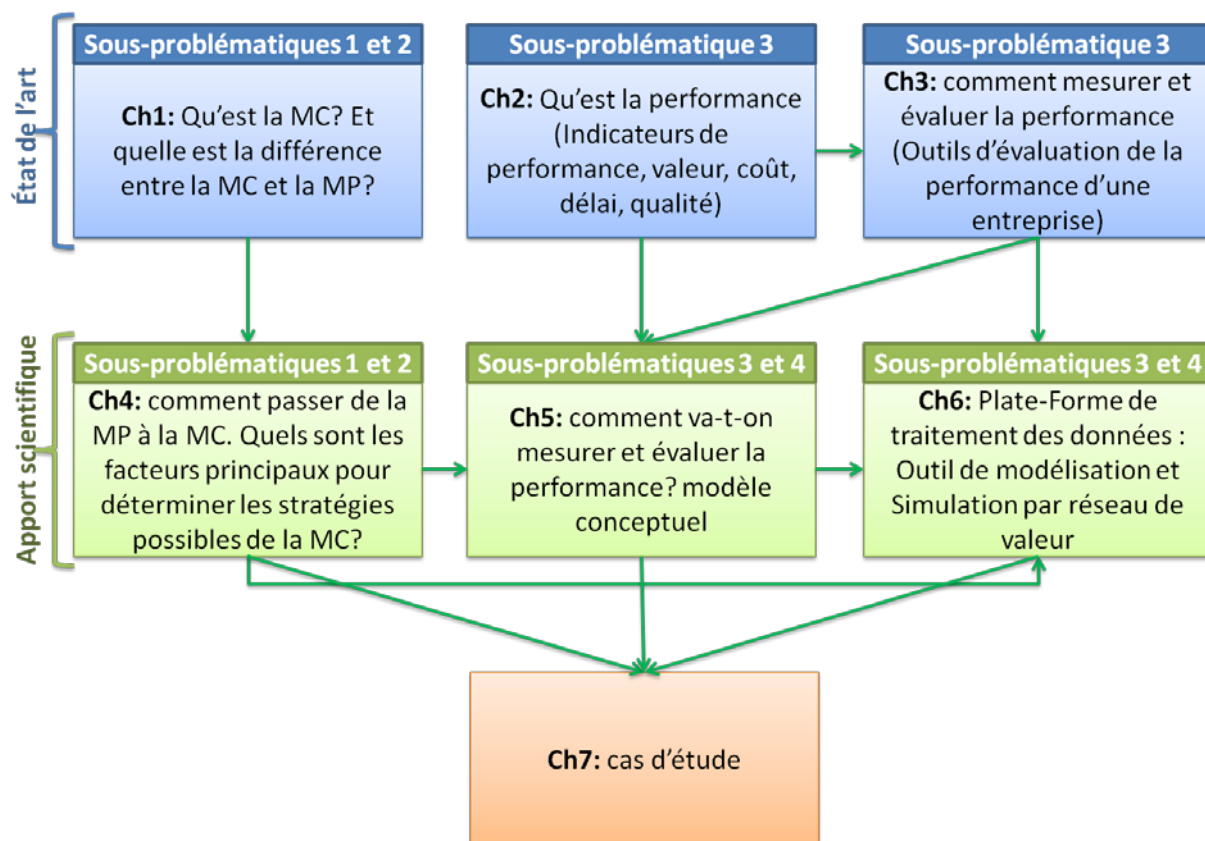 État de l'art
Sous-problématiques 1 et 2
Ch1: Qu'est la MC? Et
quelle est la différence
entre la MC et la MP?
Sous-problématique 3
Ch2: Qu'est la performance
(Indicateurs de
performance, valeur, coût,
délai, qualité)
Sous-problématique 3
Ch3: comment mesurer et
évaluer la performance
(Outils d'évaluation de la
performance d'une
entreprise)
Apport scientifique
Sous-problématiques 1 et 2
Ch4: comment passer de la
MP à la MC. Quels sont les
facteurs principaux pour
déterminer les stratégies
possibles de la MC?
Sous-problématiques 3 et 4
Ch5: comment va-t-on
mesurer et évaluer la
performance? modèle
conceptuel
Sous-problématiques 3 et 4
Ch6: Plate-Forme de
traitement des données :
Outil de modélisation et
Simulation par réseau de
valeur
Ch7: cas d'étude